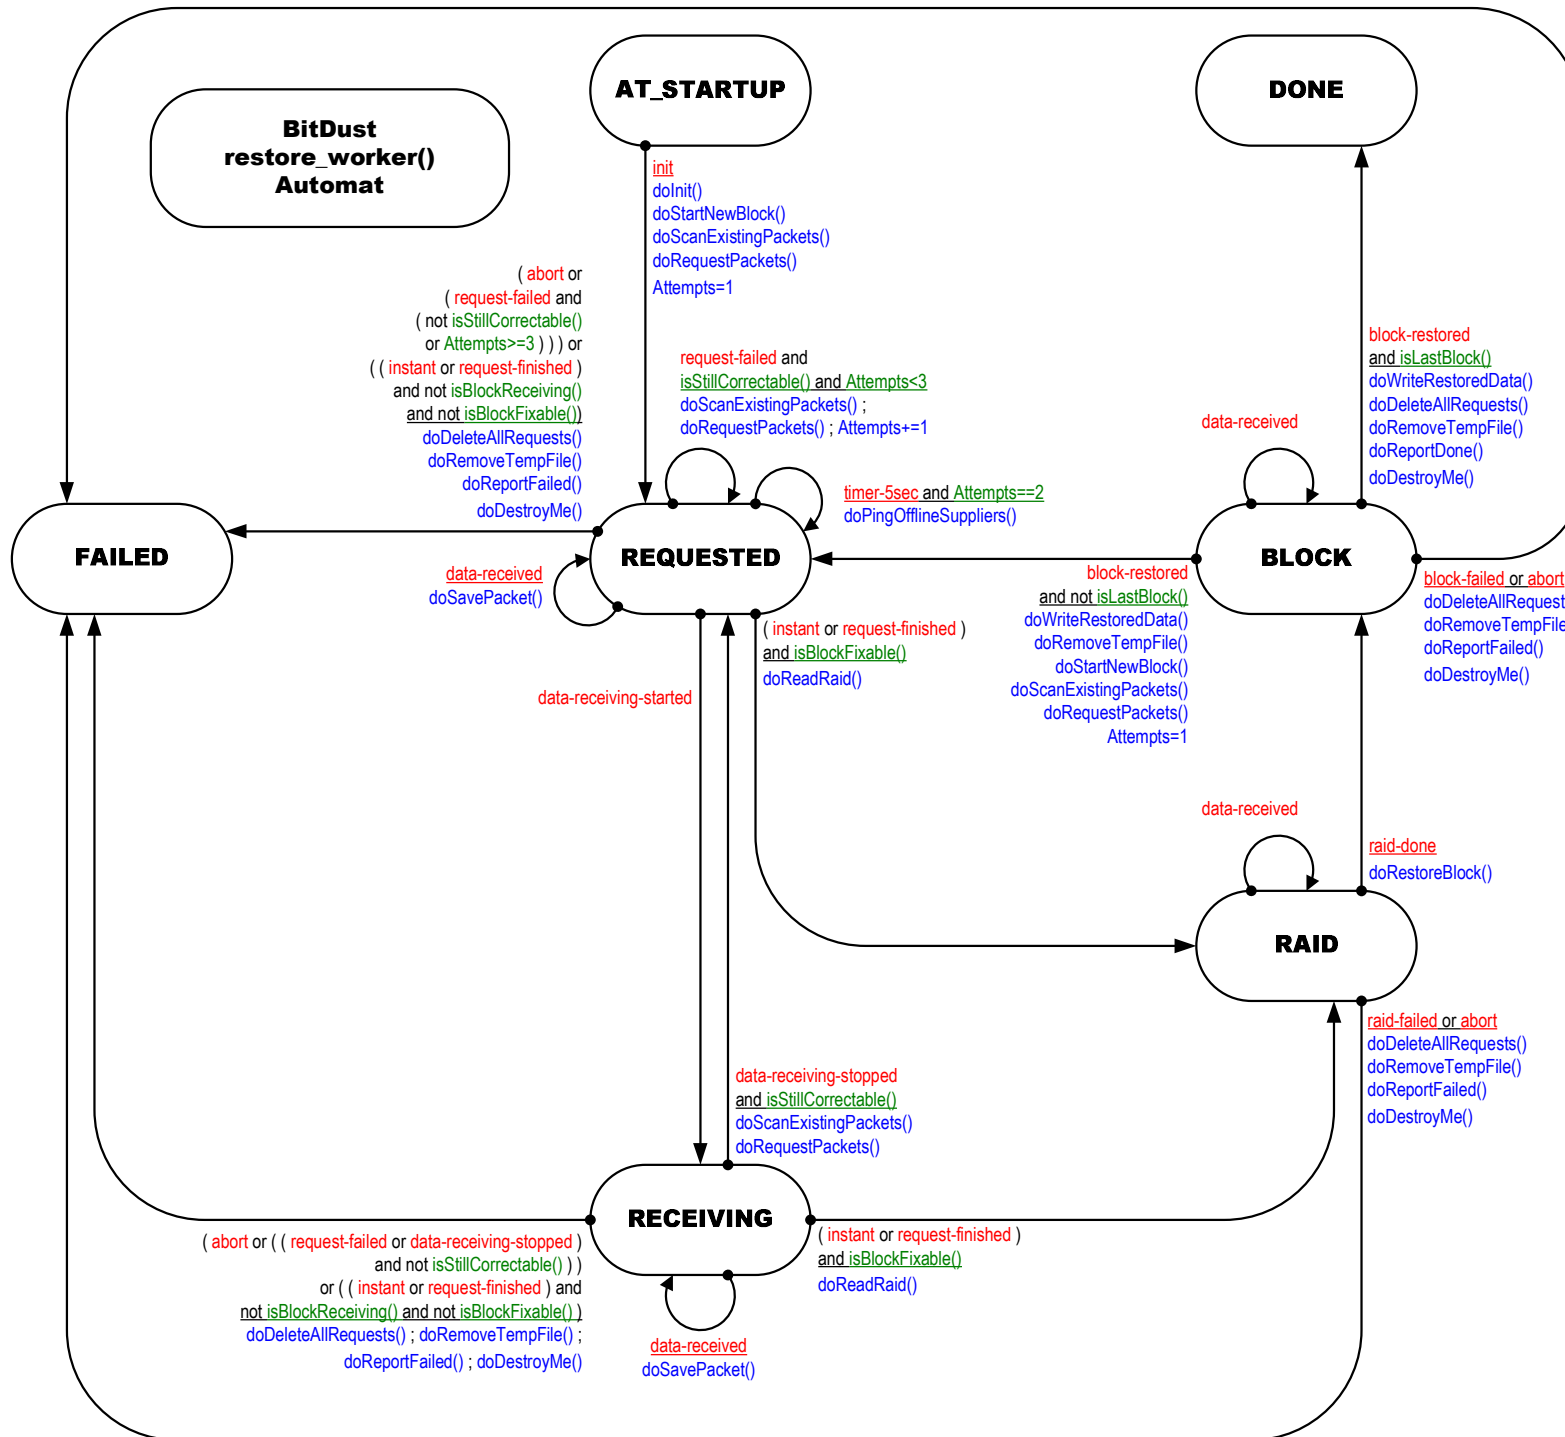 AT_STARTUP
DONE
BitDust
restore_worker()
Automat
init
doInit()
doStartNewBlock()
doScanExistingPackets()
doRequestPackets()
Attempts=1
( abort or
( request-failed and
( not isStillCorrectable()
or Attempts>=3 ) ) ) or
( ( instant or request-finished )
and not isBlockReceiving()
and not isBlockFixable())
doDeleteAllRequests()
doRemoveTempFile()
doReportFailed()
doDestroyMe()
request-failed and
isStillCorrectable() and Attempts<3
doScanExistingPackets() ;
doRequestPackets() ; Attempts+=1
timer-5sec and Attempts==2
doPingOfflineSuppliers()
data-received
block-restored
and isLastBlock()
doWriteRestoredData()
doDeleteAllRequests()
doRemoveTempFile()
doReportDone()
doDestroyMe()
FAILED
REQUESTED
BLOCK
data-received
doSavePacket()
block-restored
and not isLastBlock()
doWriteRestoredData()
doRemoveTempFile()
doStartNewBlock()
doScanExistingPackets()
doRequestPackets()
Attempts=1
block-failed or abort
doDeleteAllRequest
doRemoveTempFile
doReportFailed()
doDestroyMe()
( instant or request-finished )
and isBlockFixable()
doReadRaid()
data-receiving-started
data-received
raid-done
doRestoreBlock()
RAID
raid-failed or abort
doDeleteAllRequests()
doRemoveTempFile()
doReportFailed()
doDestroyMe()
data-receiving-stopped
and isStillCorrectable()
doScanExistingPackets()
doRequestPackets()
RECEIVING
( abort or ( ( request-failed or data-receiving-stopped )
and not isStillCorrectable() ) )
or ( ( instant or request-finished ) and
not isBlockReceiving() and not isBlockFixable() )
doDeleteAllRequests() ; doRemoveTempFile() ;
doReportFailed() ; doDestroyMe()
( instant or request-finished )
and isBlockFixable()
doReadRaid()
data-received
doSavePacket()